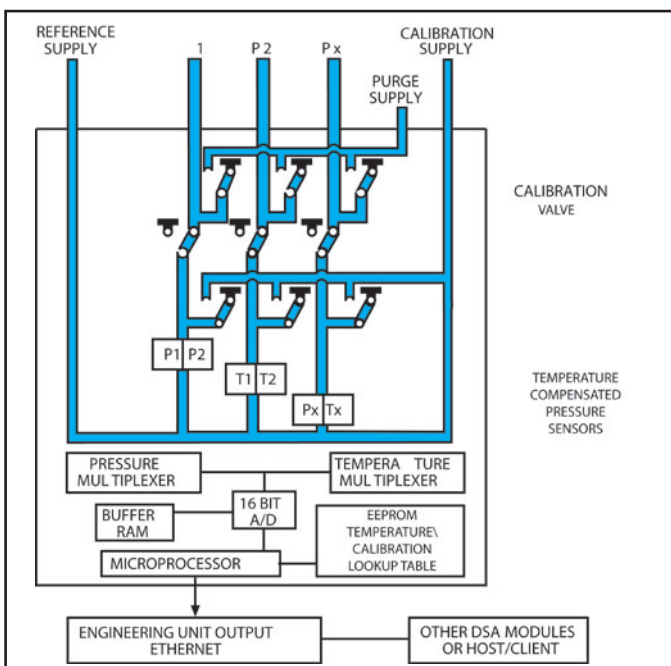 REFERENCE
SUPPLY
1
P 2
P x
CALIBRATION
SUPPLY
PURGE
SUPPLY
CALIBRATION
VALVE
P1 P2
T1 T2
Px Tx
TEMPERATURE
COMPENSATED
PRESSURE
SENSORS
PRESSURE
MUL TIPLEXER
TEMPERA TURE
MUL TIPLEXER
16 BIT
A/D
BUFFER
RAM
EEPROM
TEMPERATURE\
CALIBRATION
LOOKUP TABLE
MICROPROCESSOR
ENGINEERING UNIT OUTPUT
ETHERNET
OTHER DSA MODULES
OR HOST/CLIENT